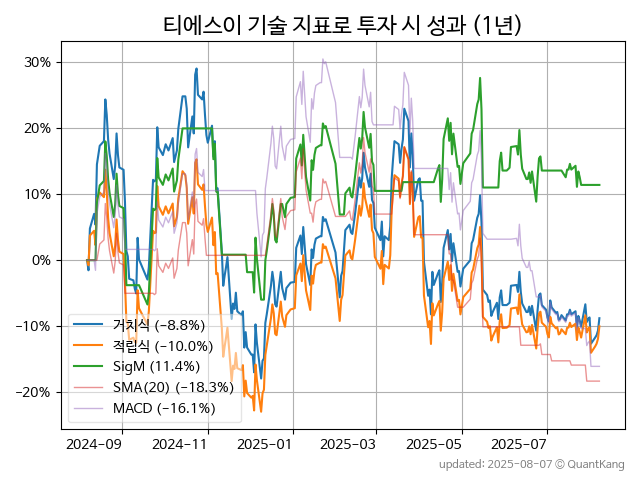 티에스이 기술 지표로 투자 시 성과 (1년)
30%
20%
10%
0%
−10%
−20%
거치식 (−8.8%)
적립식 (−10.0%)
SigM (11.4%)
SMA(20) (−18.3%)
MACD (−16.1%)
2024−09
2024−11
2025−01
2025−03
2025−05
2025−07
updated: 2025-08-07 © QuantKang